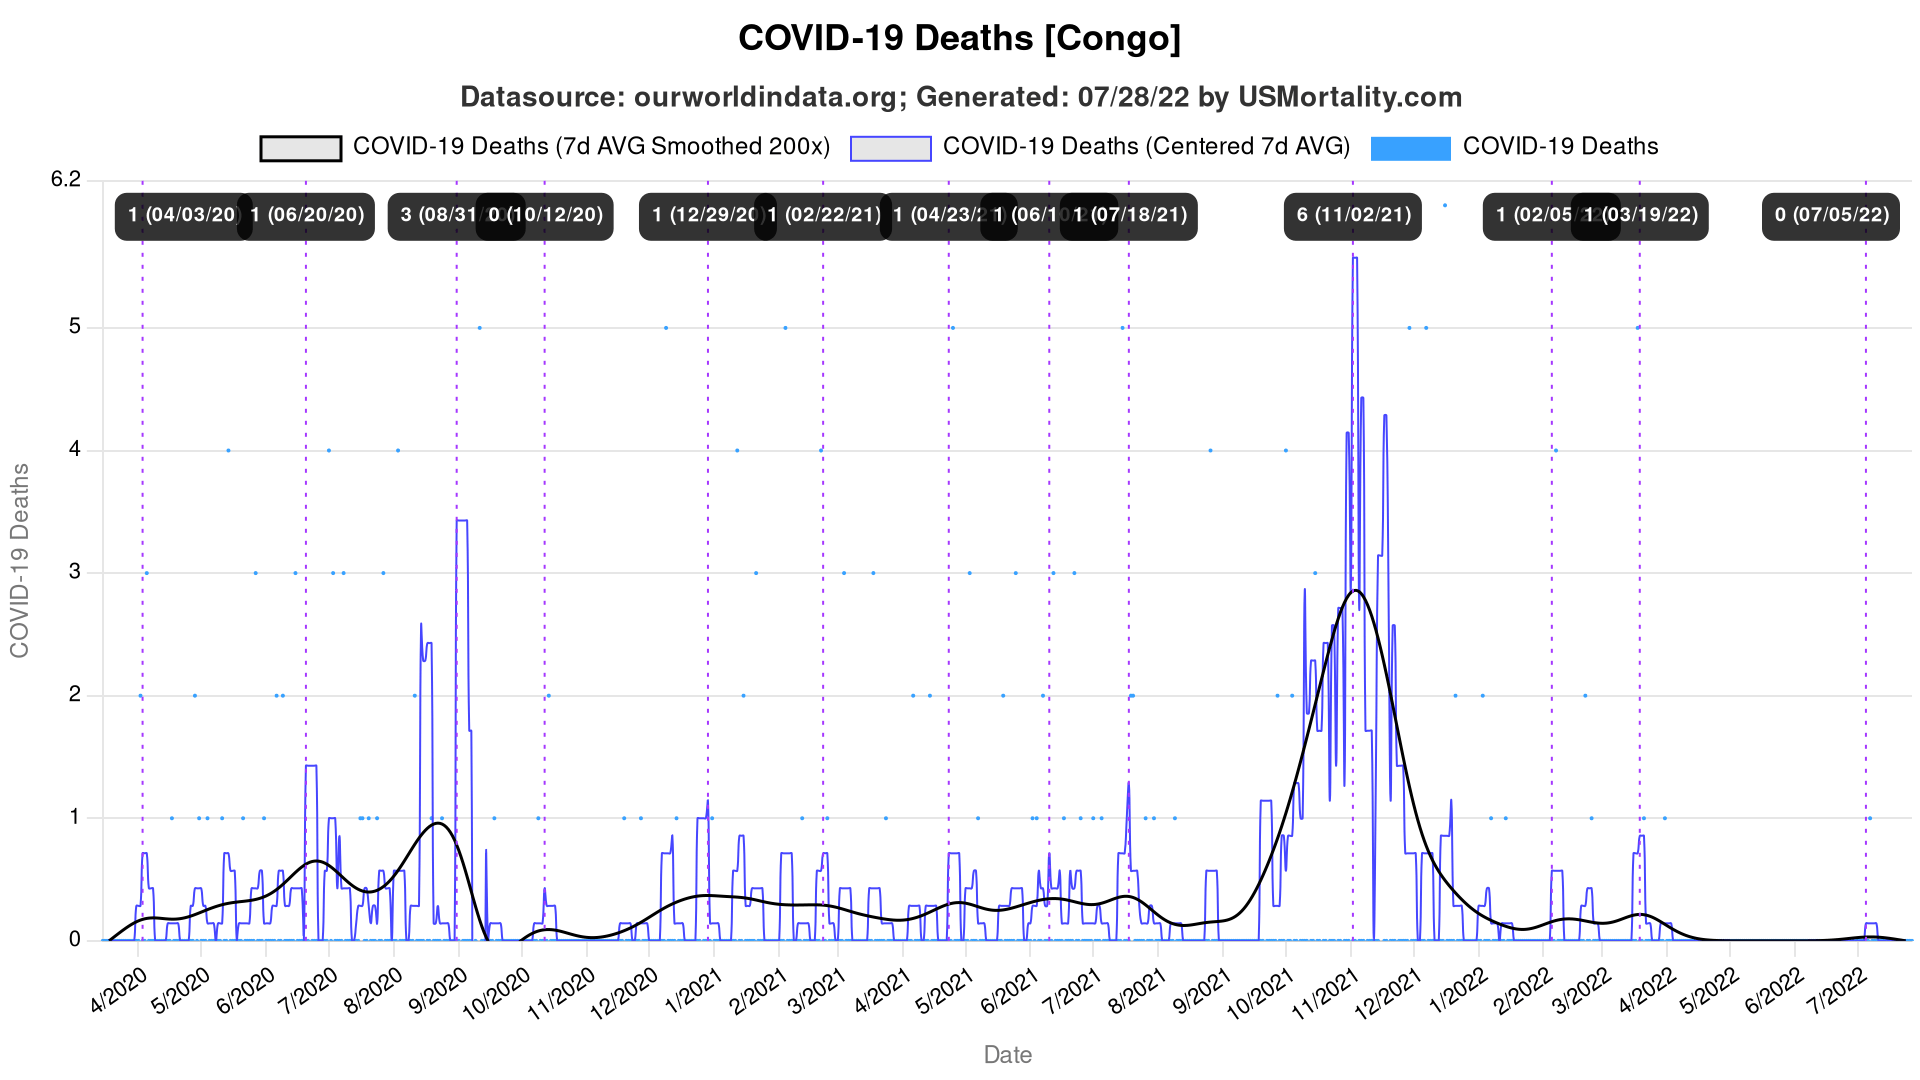 COVID-19 Deaths [Congo]
Datasource: ourworldindata.org; Generated: 07/28/22 by USMortality.com
COVID-19 Deaths (7d AVG Smoothed 200x) COVID-19 Deaths (Centered 7d AVG) COVID-19 Deaths
6.2
1 (04/03/20) 1 (06/20/20) 3 (08/31/20) 0 (10/12/20) 1 (12/29/20) 1 (02/22/21) 1 (04/23/21) 1 (06/10/21) 1 (07/18/21) 6 (11/02/21) 1 (02/05/22) 1 (03/19/22) 0 (07/05/22)
5
4
3
2
1
0
COVID-19 Deaths
4/2020 5/2020 6/2020 7/2020 8/2020 9/2020 10/2020 11/2020 12/2020 1/2021 2/2021 3/2021 4/2021 5/2021 6/2021 7/2021 8/2021 9/2021 10/2021 11/2021 12/2021 1/2022 2/2022 3/2022 4/2022 5/2022 6/2022 7/2022
Date